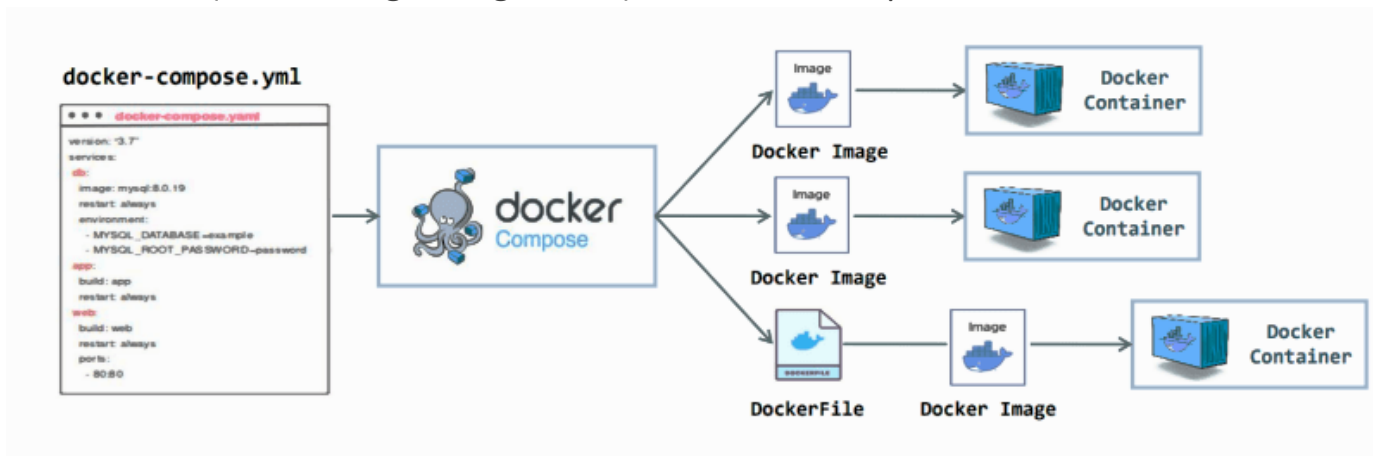 docker-compose.yml
docker-compose.yaml
version: "3.7"
services:
db:
image: mysql:8.0.19
restart: always
environment:
- MYSQL_DATABASE=example
- MYSQL_ROOT_PASSWORD=password
app:
build: app
restart: always
web:
build: web
restart: always
ports:
- 80:80
docker
Compose
Image
Docker Image
Docker
Container
Image
Docker Image
Docker
Container
DOCKERFILE
DockerFile
Image
Docker Image
Docker
Container